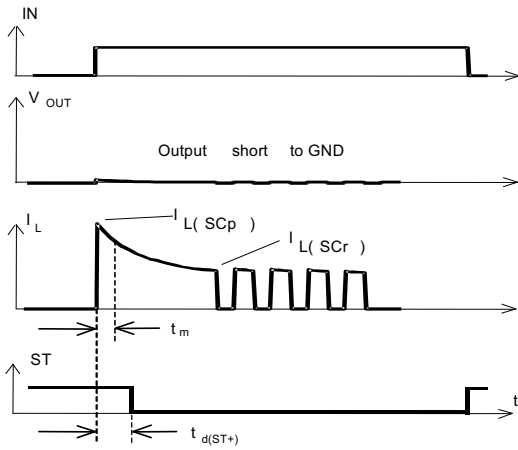 IN
V OUT
Output short to GND
I L
I L( SCp )
I L( SCr )
t m
ST
t
t d(ST+)